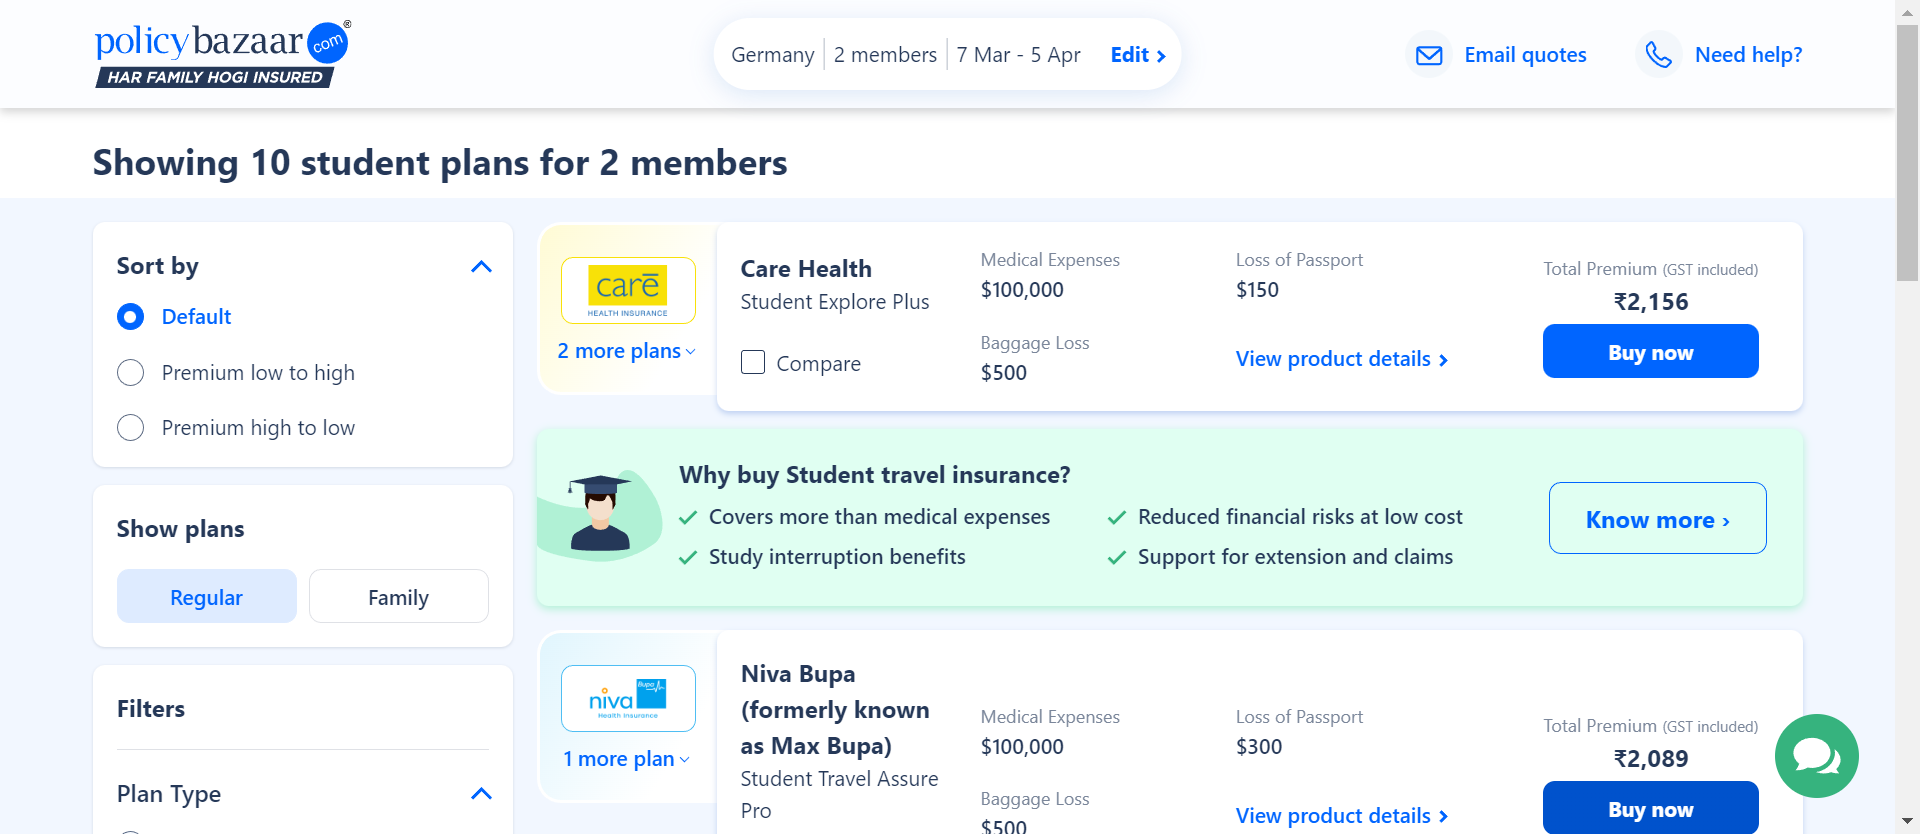 policybazaar.com®
HAR FAMILY HOGI INSURED
Germany 2 members 7 Mar - 5 Apr Edit
Email quotes
Need help?
Showing 10 student plans for 2 members
Sort by
Default
Premium low to high
Premium high to low
Show plans
Regular Family
Filters
Plan Type
care
HEALTH INSURANCE
2 more plans
Care Health
Student Explore Plus
Compare
Medical Expenses
$100,000
Baggage Loss
$500
Loss of Passport
$150
View product details
Total Premium (GST included)
₹2,156
Buy now
Why buy Student travel insurance?
Covers more than medical expenses
Study interruption benefits
Reduced financial risks at low cost
Support for extension and claims
Know more ›
niva Bupa
Health Insurance
1 more plan
Niva Bupa
(formerly known
as Max Bupa)
Student Travel Assure
Pro
Medical Expenses
$100,000
Baggage Loss
$500
Loss of Passport
$300
View product details
Total Premium (GST included)
₹2,089
Buy now